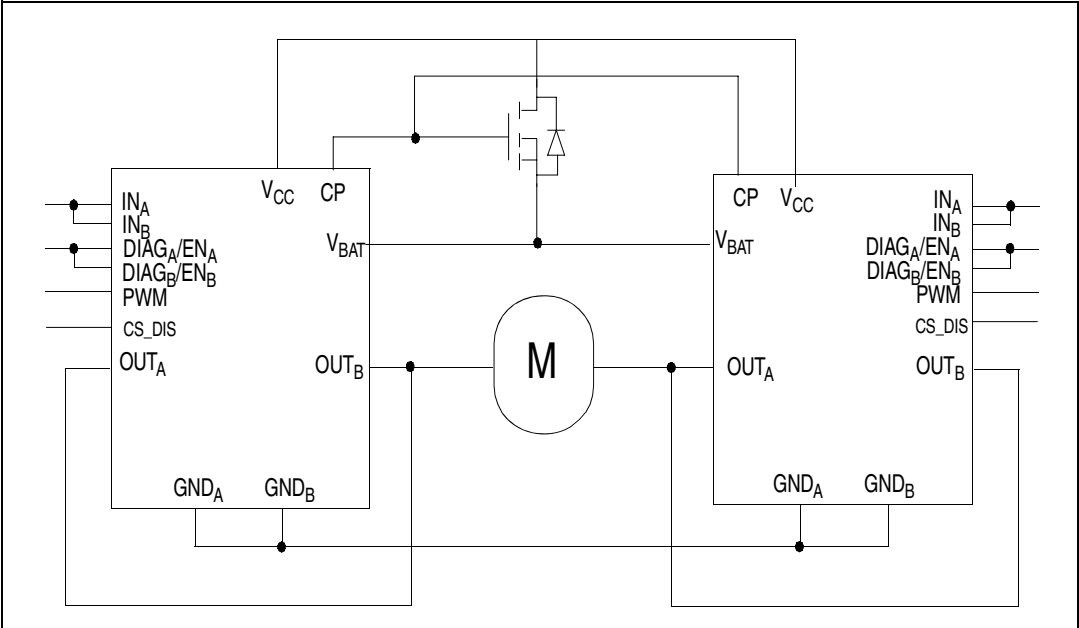 V_CC CP
IN_A
IN_B
DIAG_A/EN_A
DIAG_B/EN_B
PWM
CS_DIS
OUT_A
V_BAT
OUT_B
GND_A GND_B
M
CP V_CC
V_BAT
OUT_A
IN_A
IN_B
DIAG_A/EN_A
DIAG_B/EN_B
PWM
CS_DIS
OUT_B
GND_A GND_B